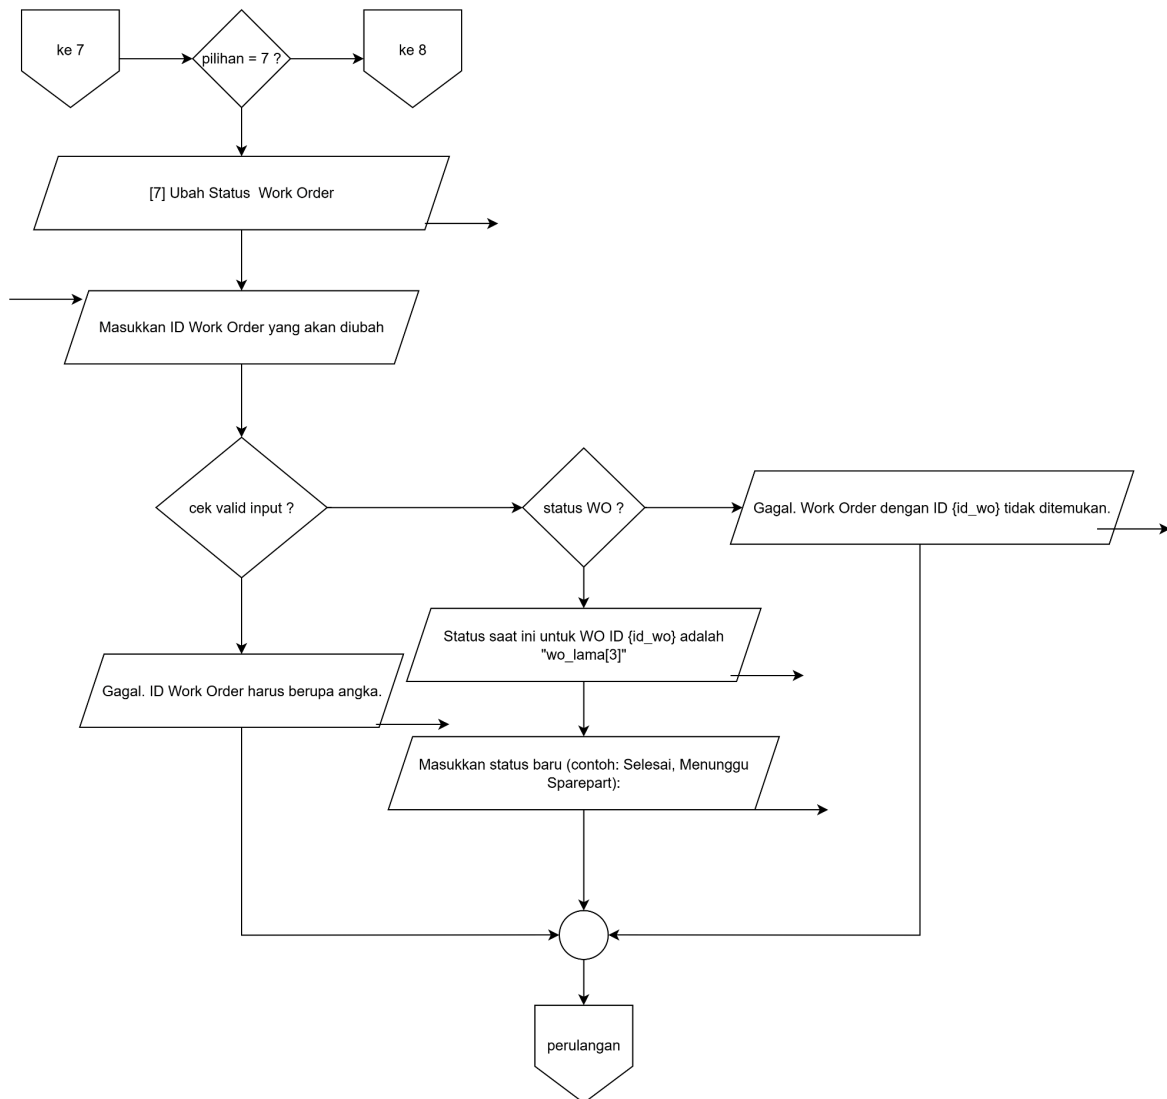 ke 7
pilihan = 7 ?
ke 8
[7] Ubah Status  Work Order
Masukkan ID Work Order yang akan diubah
cek valid input ?
status WO ?
Gagal. Work Order dengan ID {id_wo} tidak ditemukan.
Status saat ini untuk WO ID {id_wo} adalah
"wo_lama[3]"
Gagal. ID Work Order harus berupa angka.
Masukkan status baru (contoh: Selesai, Menunggu
Sparepart):
perulangan